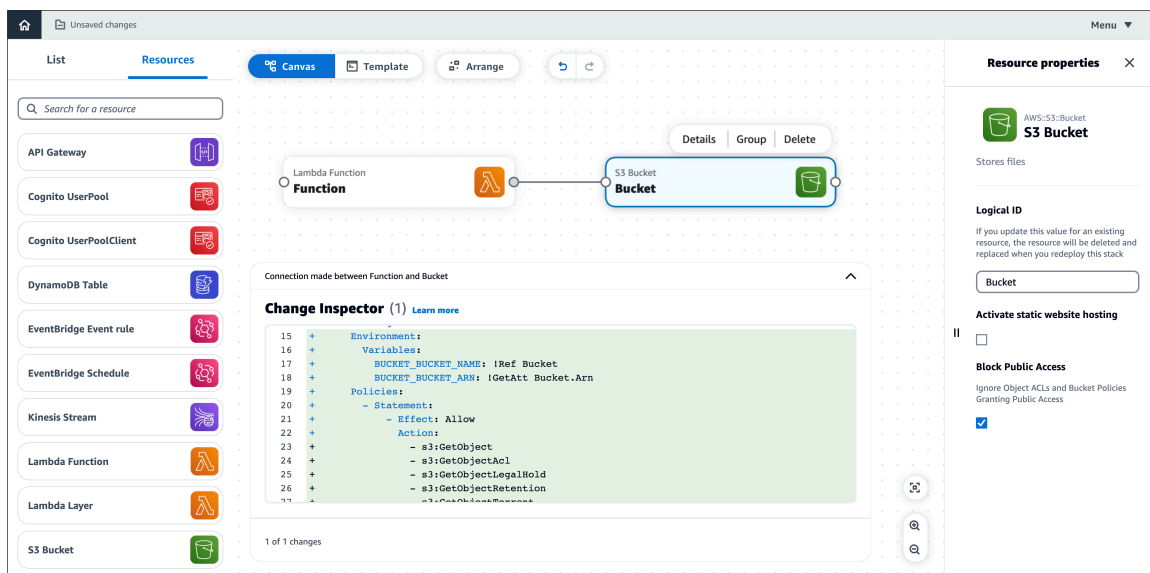 Unsaved changes
Menu ▼
List
Resources
Search for a resource
API Gateway
Cognito UserPool
Cognito UserPoolClient
DynamoDB Table
EventBridge Event rule
EventBridge Schedule
Kinesis Stream
Lambda Function
Lambda Layer
S3 Bucket
Canvas
Template
Arrange
Details
Group
Delete
Lambda Function
Function
S3 Bucket
Bucket
Connection made between Function and Bucket
Change Inspector (1) Learn more
15 + Environment:
16 + Variables:
17 + BUCKET_BUCKET_NAME: !Ref Bucket
18 + BUCKET_BUCKET_ARN: !GetAtt Bucket.Arn
19 + Policies:
20 + - Statement:
21 + - Effect: Allow
22 + Action:
23 + - s3:GetObject
24 + - s3:GetObjectAcl
25 + - s3:GetObjectLegalHold
26 + - s3:GetObjectRetention
27 + - s3:GetObjectTorrent
1 of 1 changes
Resource properties
AWS::S3::Bucket
S3 Bucket
Stores files
Logical ID
If you update this value for an existing
resource, the resource will be deleted and
replaced when you redeploy this stack
Bucket
Activate static website hosting
Block Public Access
Ignore Object ACLs and Bucket Policies
Granting Public Access